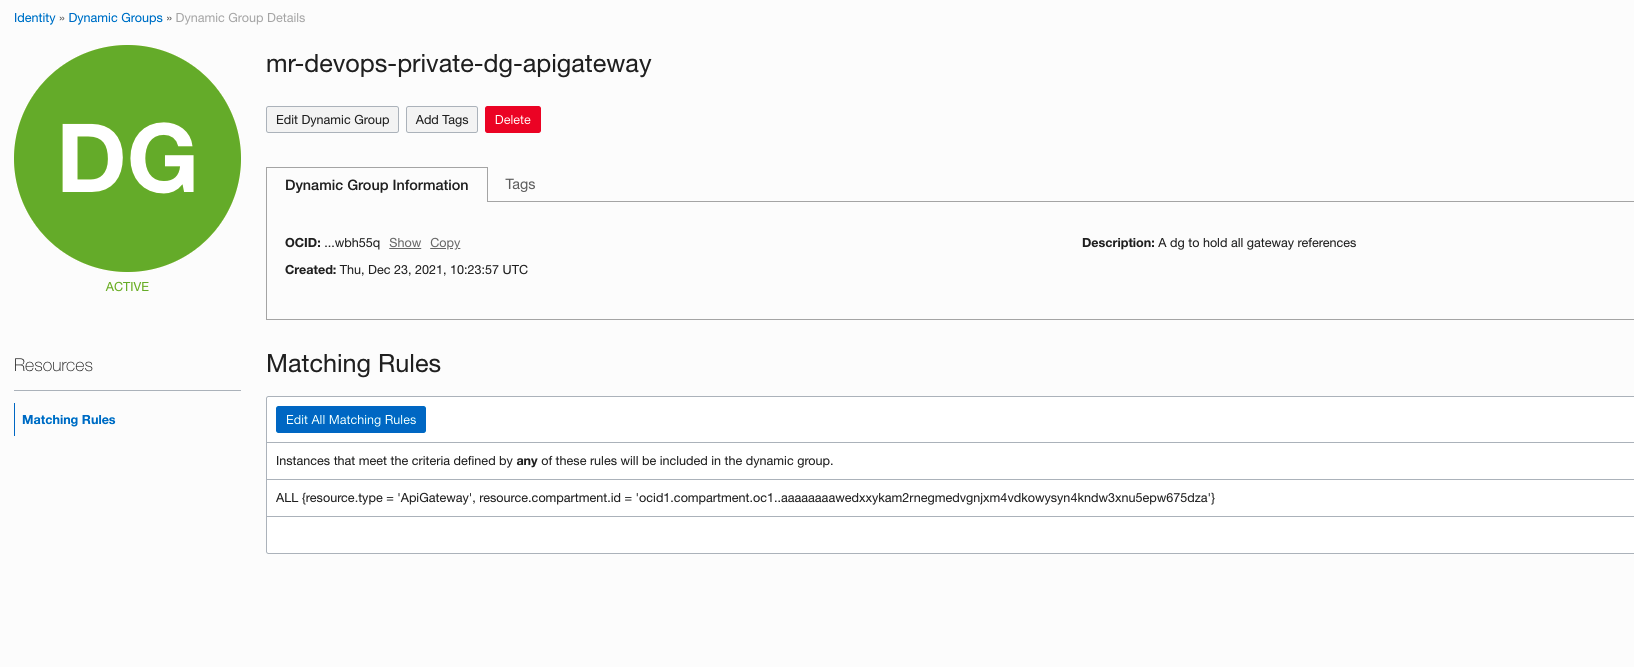 Identity » Dynamic Groups » Dynamic Group Details
DG
ACTIVE
mr-devops-private-dg-apigateway
Edit Dynamic Group Add Tags Delete
Dynamic Group Information Tags
OCID: ...wbh55q Show Copy
Description: A dg to hold all gateway references
Created: Thu, Dec 23, 2021, 10:23:57 UTC
Resources
Matching Rules
Matching Rules
Edit All Matching Rules
Instances that meet the criteria defined by any of these rules will be included in the dynamic group.
ALL {resource.type = 'ApiGateway', resource.compartment.id = 'ocid1.compartment.oc1..aaaaaaaawedxxykam2rnegmedvgnjxm4vdkowysyn4kndw3xnu5epw675dza'}